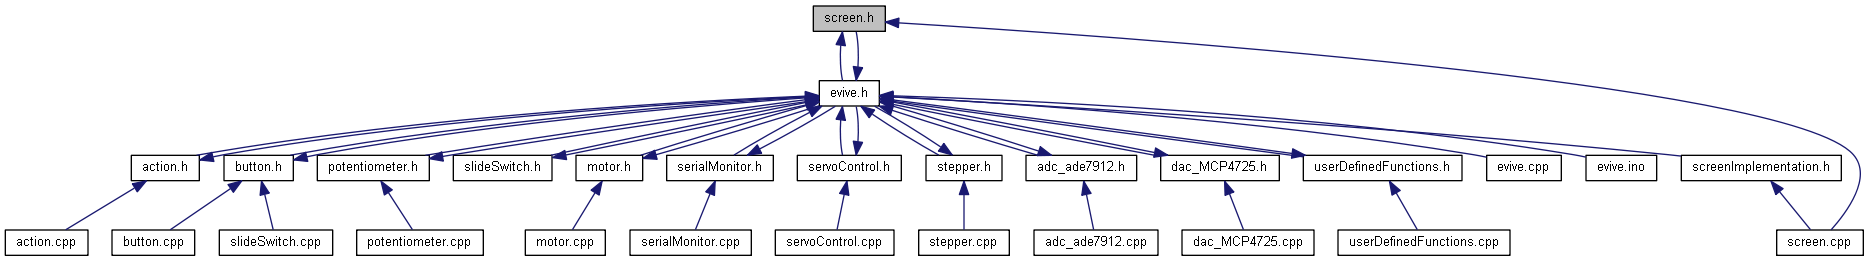 screen.h
evive.h
action.h
button.h
potentiometer.h
slideSwitch.h
motor.h
serialMonitor.h
servoControl.h
stepper.h
adc_ade7912.h
dac_MCP4725.h
userDefinedFunctions.h
evive.cpp
evive.ino
screenImplementation.h
action.cpp
button.cpp
slideSwitch.cpp
potentiometer.cpp
motor.cpp
serialMonitor.cpp
servoControl.cpp
stepper.cpp
adc_ade7912.cpp
dac_MCP4725.cpp
userDefinedFunctions.cpp
screen.cpp